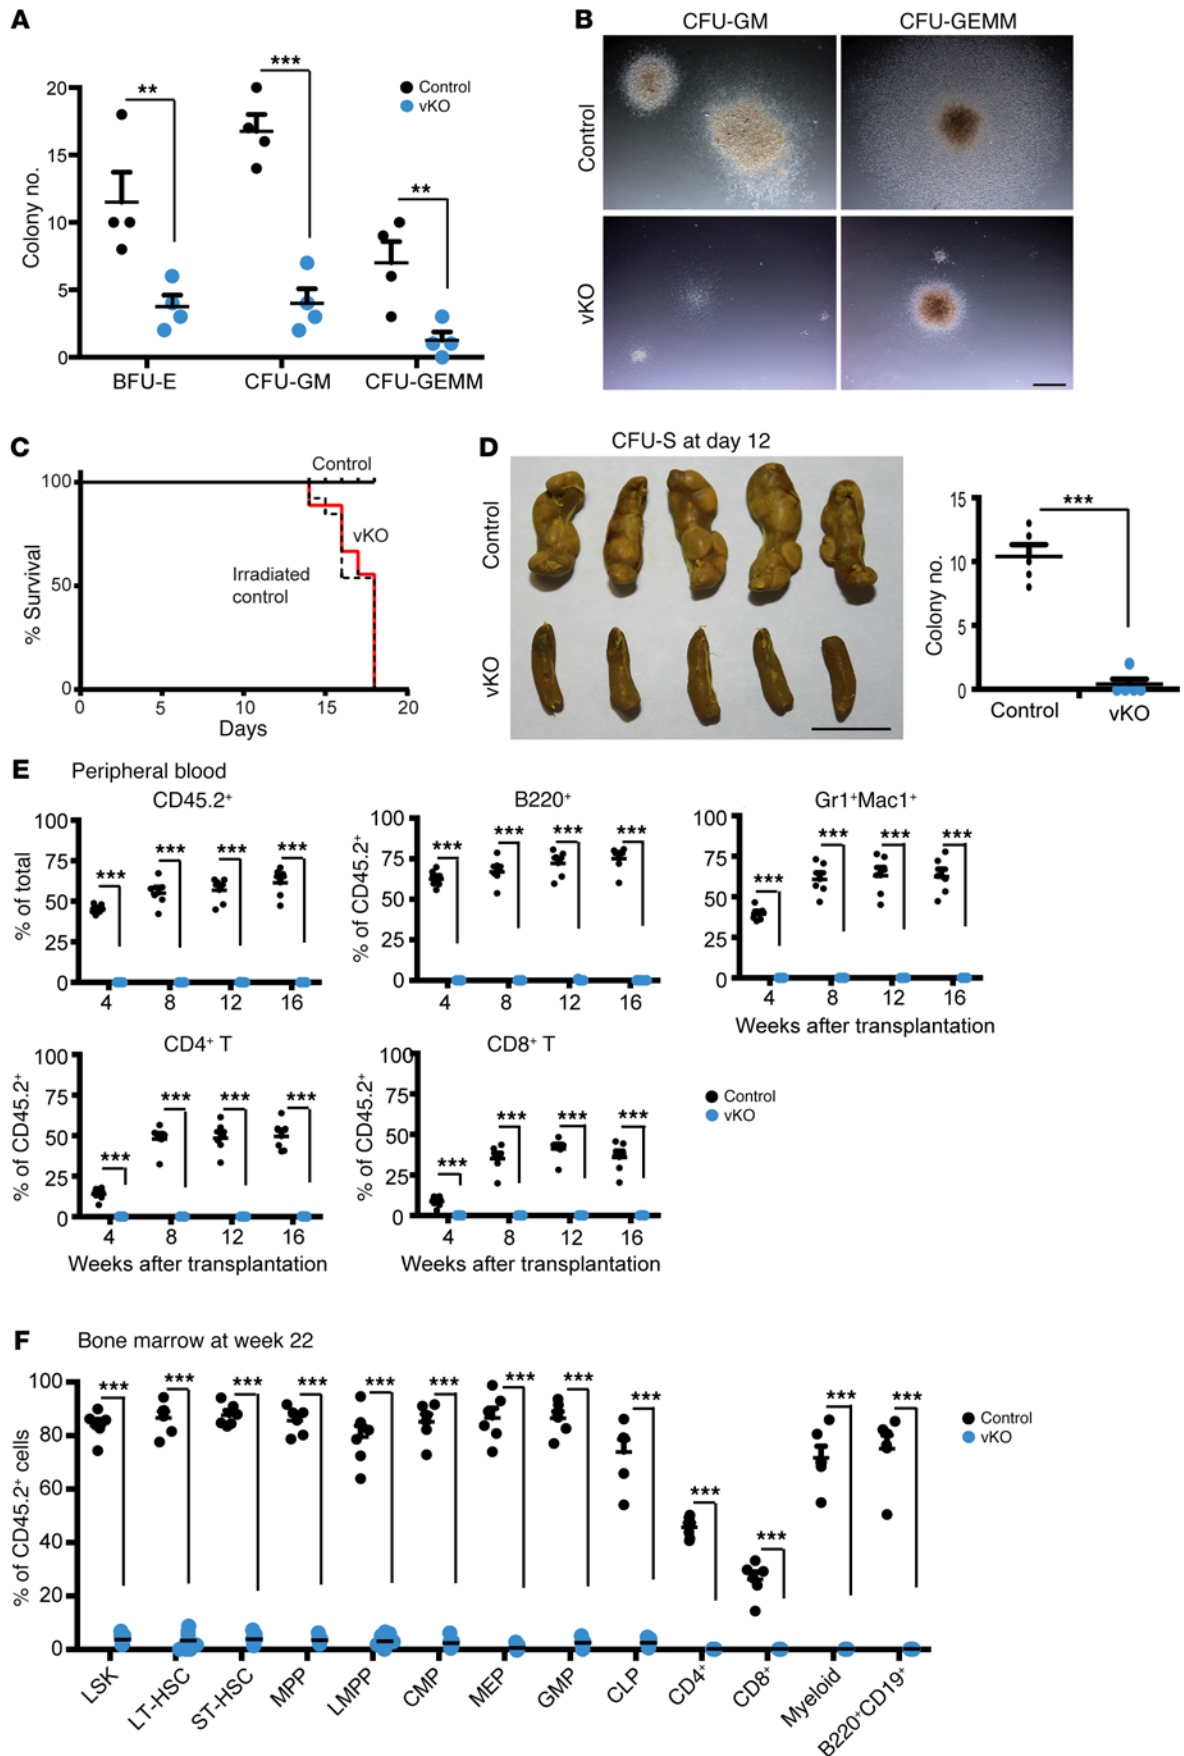 A
20
15
10
5
0
Colony no.
**
***
**
Control
vKO
BFU-E
CFU-GM
CFU-GEMM
B
CFU-GM
CFU-GEMM
Control
vKO
C
100
50
0
% Survival
Control
vKO
Irradiated
control
0
5
10
15
20
Days
D
CFU-S at day 12
Control
vKO
15
10
5
0
Colony no.
***
Control
vKO
E
Peripheral blood
CD45.2⁺
100
75
50
25
0
% of total
***
***
***
***
4
8
12
16
B220⁺
100
75
50
25
0
% of CD45.2⁺
***
***
***
***
4
8
12
16
Gr1⁺Mac1⁺
100
75
50
25
0
***
***
***
***
4
8
12
16
Weeks after transplantation
CD4⁺ T
100
75
50
25
0
% of CD45.2⁺
***
***
***
***
4
8
12
16
Weeks after transplantation
CD8⁺ T
100
75
50
25
0
% of CD45.2⁺
***
***
***
***
4
8
12
16
Weeks after transplantation
Control
vKO
F
Bone marrow at week 22
100
80
60
40
20
0
% of CD45.2⁺ cells
***
***
***
***
***
***
***
***
***
***
***
***
***
Control
vKO
LSK
LT-HSC
ST-HSC
MPP
LMPP
CMP
MEP
GMP
CLP
CD4⁺
CD8⁺
Myeloid
B220⁺CD19⁺